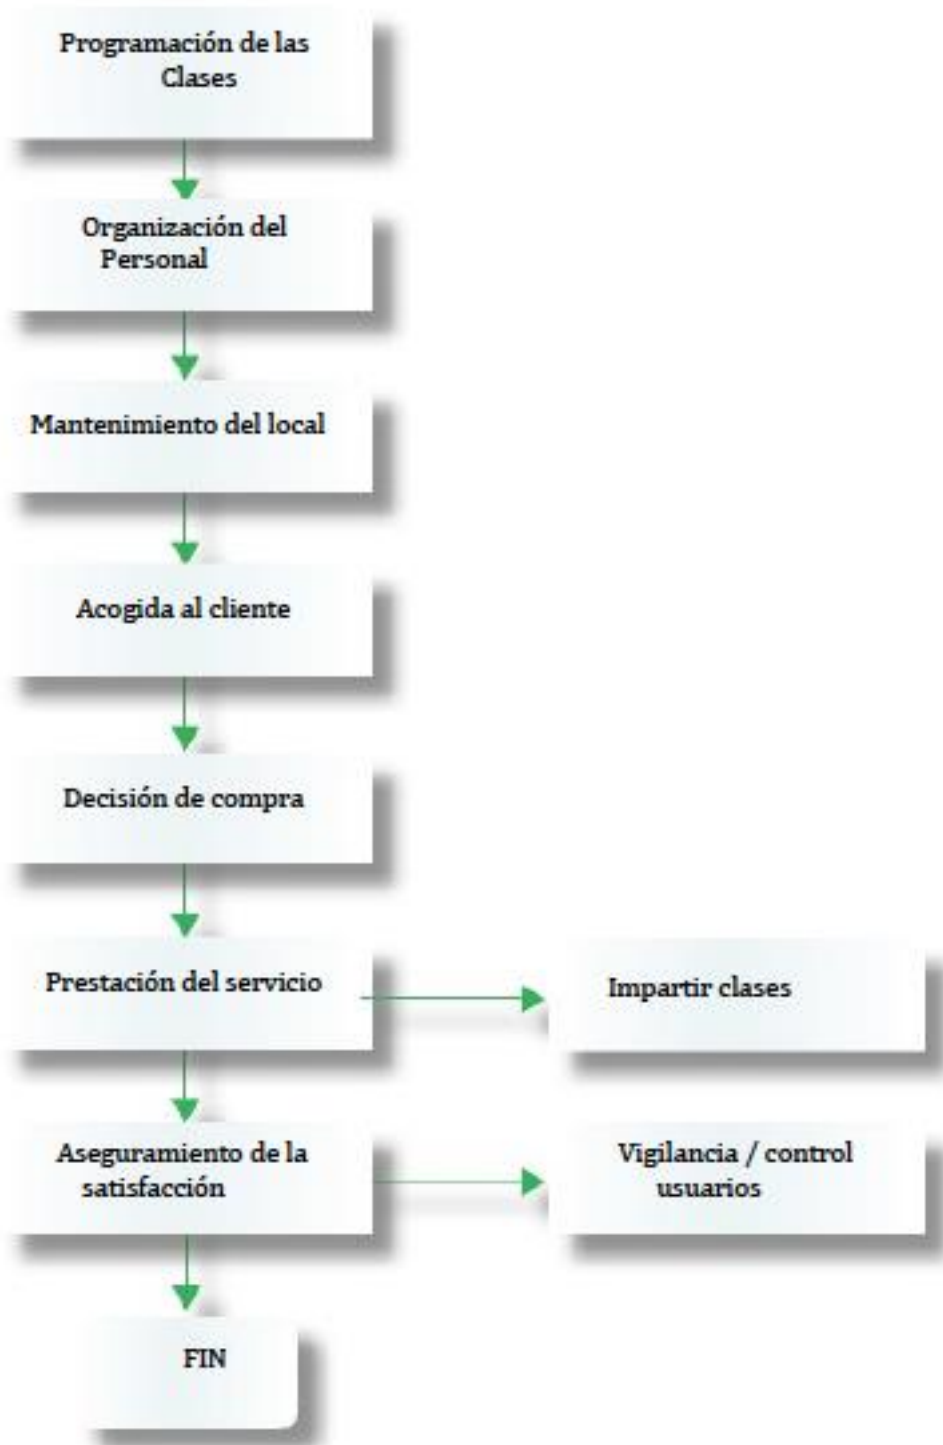 Programación de las
Clases
Organización del
Personal
Mantenimiento del local
Acogida al cliente
Decisión de compra
Prestación del servicio
Impartir clases
Aseguramiento de la
satisfacción
Vigilancia / control
usuarios
FIN